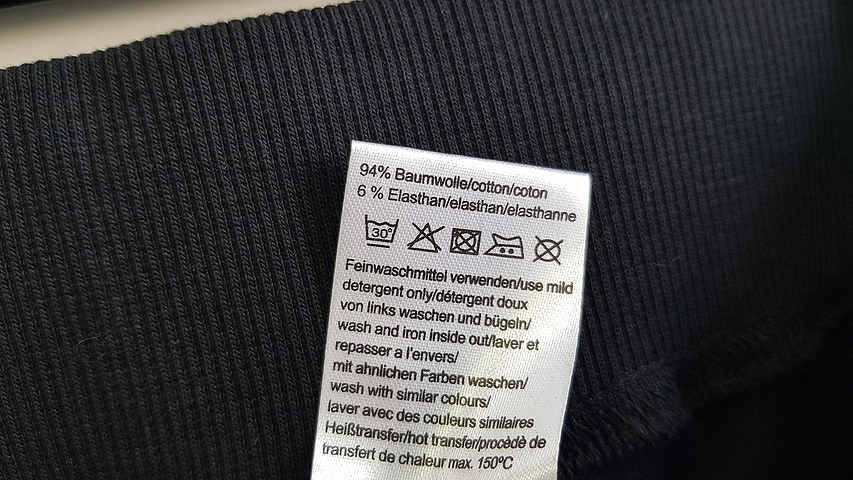 94% Baumwolle/cotton/coton
6 % Elasthan/elasthan/elasthanne
30°
Feinwaschmittel verwenden/use mild
detergent only/détergent doux
von links waschen und bügeln/
wash and iron inside out/laver et
repasser a l'envers/
mit ahnlichen Farben waschen/
wash with similar colours/
laver avec des couleurs similaires
Heißtransfer/hot transfer/procèdè de
transfert de chaleur max. 150ºC